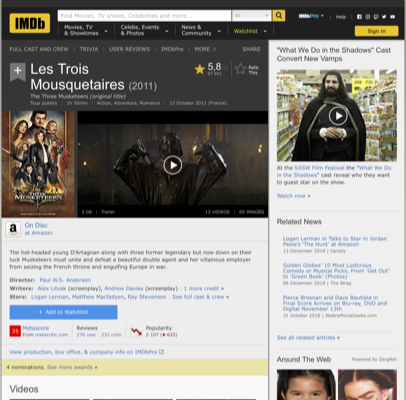 IMDb
Find Movies, TV shows, Celebrities and more...
All
IMDbPro
Help
Movies, TV
& Showtimes
Celebs, Events
& Photos
News &
Community
Watchlist
Sign in
FULL CAST AND CREW | TRIVIA | USER REVIEWS | IMDbPro | MORE
SHARE
Les Trois
Mousquetaires (2011)
The Three Musketeers (original title)
Tous publics | 1h 50min | Action, Adventure, Romance | 12 October 2011 (France)
5,8
Rate
This
2:08 | Trailer
12 VIDEOS | 69 IMAGES
On Disc
at Amazon
The hot-headed young D'Artagnan along with three former legendary but now down on their
luck Musketeers must unite and defeat a beautiful double agent and her villainous employer
from seizing the French throne and engulfing Europe in war.
Director: Paul W.S. Anderson
Writers: Alex Litvak (screenplay), Andrew Davies (screenplay) | 1 more credit »
Stars: Logan Lerman, Matthew Macfadyen, Ray Stevenson | See full cast & crew »
+ Add to Watchlist
35
Metascore
From metacritic.com
Reviews
276 user | 232 critic
Popularity
View production, box office, & company info on IMDbPro
4 nominations. See more awards »
Videos
"What We Do in the Shadows" Cast
Convert New Vamps
At the SXSW Film Festival the "What We Do
in the Shadows" cast reveal who they want
to guest star on the show.
Watch now »
Related News
Logan Lerman in Talks to Star in Jordan
Peele's 'The Hunt' at Amazon
13 December 2018 | Variety
Golden Globes' 10 Most Ludicrous
Comedy or Musical Picks, From 'Get Out'
to 'Green Book' (Photos)
06 December 2018 | The Wrap
Pierce Brosnan and Dave Bautista in
Final Score Arrives on Blu-ray, DVD and
Digital November 13th
31 October 2018 | WeAreMovieGeeks.com
See all related articles »
Around The Web
Powered by ZergNet